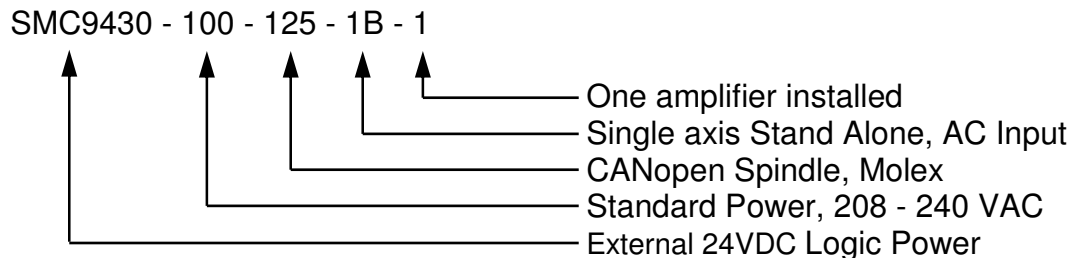 SMC9430 - 100 - 125 - 1B - 1
One amplifier installed
Single axis Stand Alone, AC Input
CANopen Spindle, Molex
Standard Power, 208 - 240 VAC
External 24VDC Logic Power